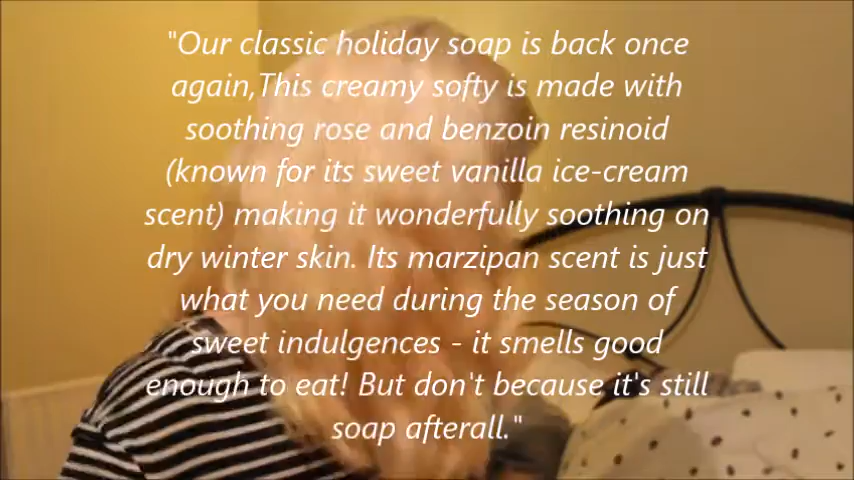 "Our classic holiday soap is back once
again,This creamy softy is made with
soothing rose and benzoin resinoid
(known for its sweet vanilla ice-cream
scent) making it wonderfully soothing on
dry winter skin. Its marzipan scent is just
what you need during the season of
sweet indulgences - it smells good
enough to eat! But don't because it's still
soap afterall."